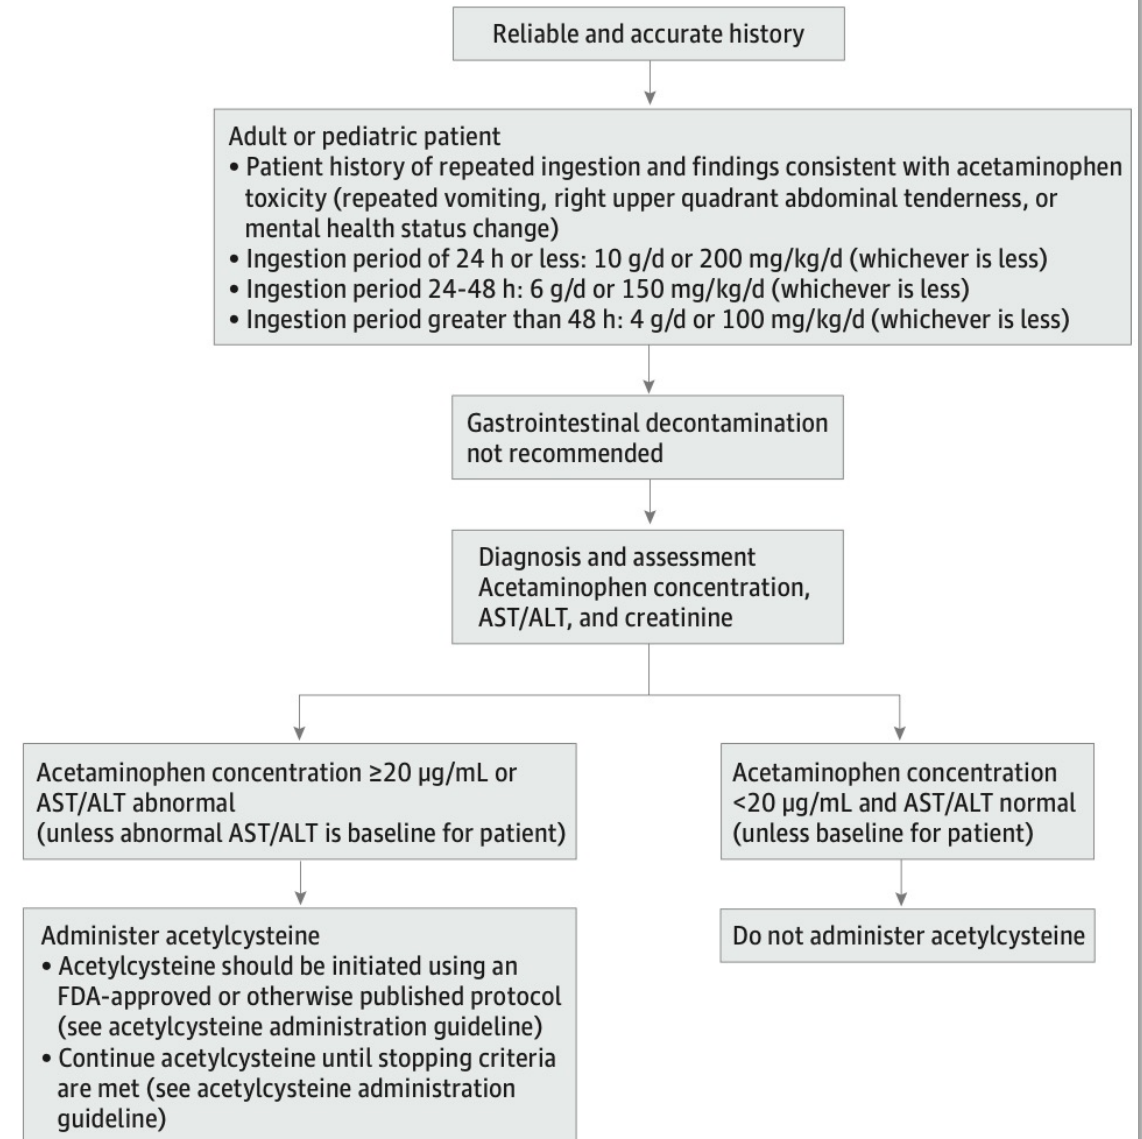 Reliable and accurate history
Adult or pediatric patient
• Patient history of repeated ingestion and findings consistent with acetaminophen
toxicity (repeated vomiting, right upper quadrant abdominal tenderness, or
mental health status change)
• Ingestion period of 24 h or less: 10 g/d or 200 mg/kg/d (whichever is less)
• Ingestion period 24-48 h: 6 g/d or 150 mg/kg/d (whichever is less)
• Ingestion period greater than 48 h: 4 g/d or 100 mg/kg/d (whichever is less)
Gastrointestinal decontamination
not recommended
Diagnosis and assessment
Acetaminophen concentration,
AST/ALT, and creatinine
Acetaminophen concentration ≥20 µg/mL or
AST/ALT abnormal
(unless abnormal AST/ALT is baseline for patient)
Acetaminophen concentration
<20 µg/mL and AST/ALT normal
(unless baseline for patient)
Administer acetylcysteine
• Acetylcysteine should be initiated using an
FDA-approved or otherwise published protocol
(see acetylcysteine administration guideline)
• Continue acetylcysteine until stopping criteria
are met (see acetylcysteine administration
guideline)
Do not administer acetylcysteine